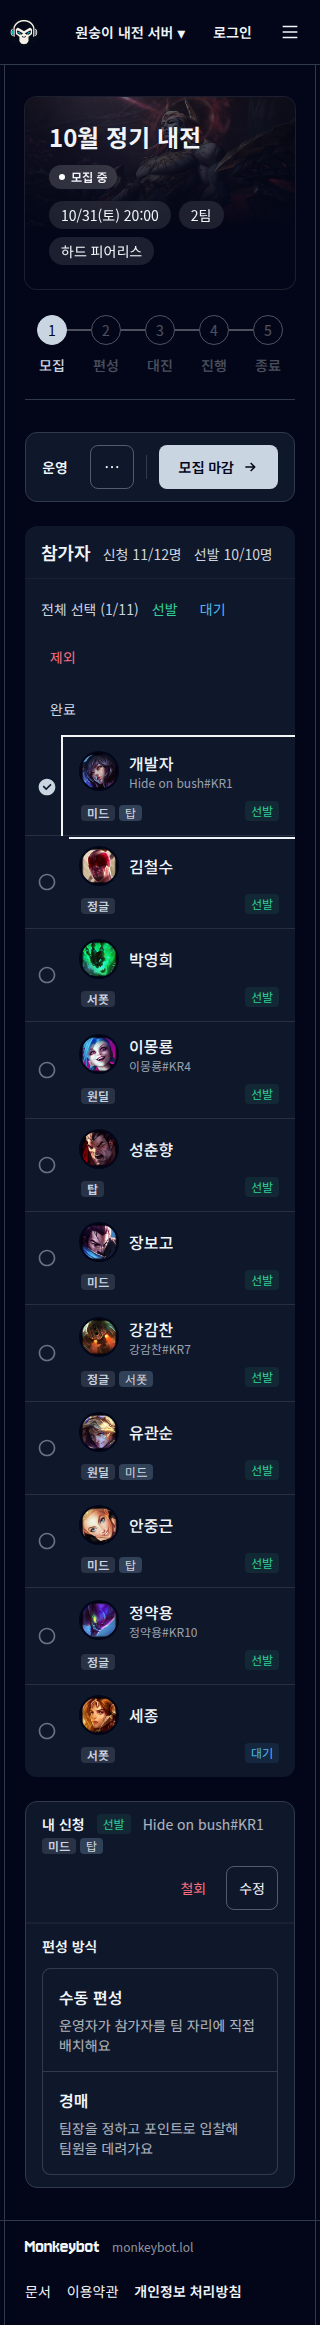 원숭이 내전 서버 ▾ 로그인
10월 정기 내전
모집 중
10/31(토) 20:00 2팀
하드 피어리스
1 2 3 4 5
모집 편성 대진 진행 종료
운영 ··· 모집 마감 →
참가자 신청 11/12명 선발 10/10명
전체 선택 (1/11) 선발 대기
제외
완료
개발자
Hide on bush#KR1
미드 탑 선발
김철수
정글 선발
박영희
서폿 선발
이몽룡
이몽룡#KR4
원딜 선발
성춘향
탑 선발
장보고
미드 선발
강감찬
강감찬#KR7
정글 서폿 선발
유관순
원딜 미드 선발
안중근
미드 탑 선발
정약용
정약용#KR10
정글 선발
세종
서폿 대기
내 신청 선발 Hide on bush#KR1
미드 탑
철회 수정
편성 방식
수동 편성
운영자가 참가자를 팀 자리에 직접
배치해요
경매
팀장을 정하고 포인트로 입찰해
팀원을 데려가요
Monkeybot monkeybot.lol
문서 이용약관 개인정보 처리방침